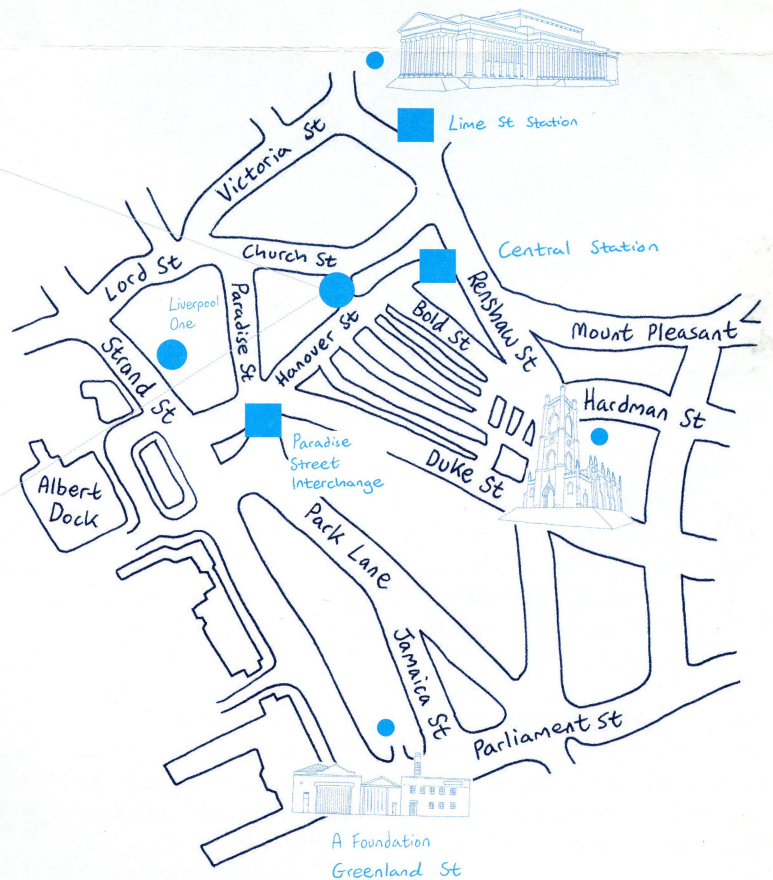 Lime St Station
Victoria St
Central Station
Church St
Lord St
Renshaw St
Paradise St
Liverpool
One
Bold St
Mount Pleasant
Hanover St
Strand St
Hardman St
Paradise
Street
Interchange
Duke St
Albert
Dock
Park Lane
Jamaica St
Parliament St
A Foundation
Greenland St